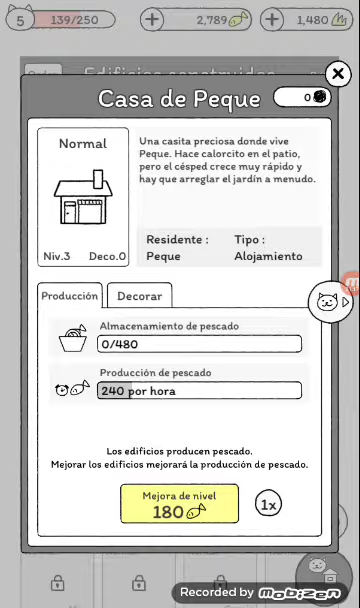 5
139/250
2,789
1,480
Edificios construidos
Casa de Peque
0
Normal
Niv.3
Deco.0
Una casita preciosa donde vive
Peque. Hace calorcito en el patio,
pero el césped crece muy rápido y
hay que arreglar el jardín a menudo.
Residente :
Tipo :
Peque
Alojamiento
Producción
Decorar
Almacenamiento de pescado
0/480
Producción de pescado
240 por hora
Los edificios producen pescado.
Mejorar los edificios mejorará la producción de pescado.
Mejora de nivel
180
1x
Recorded by Mobizen